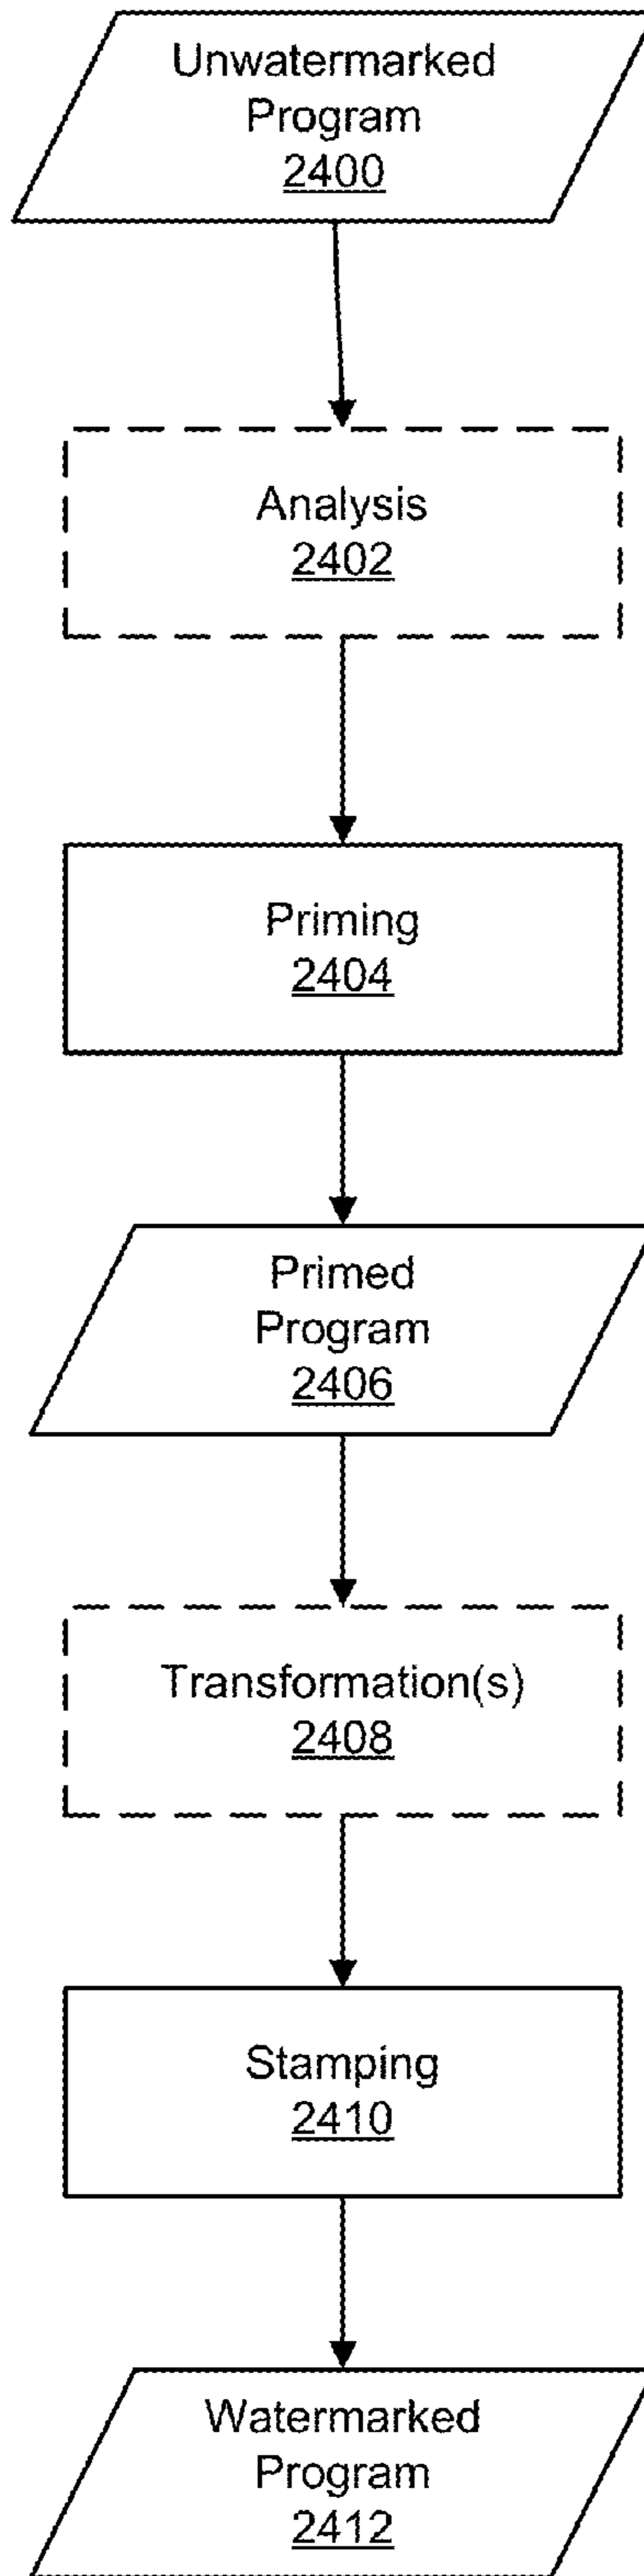 Unwatermarked
Program
2400
Analysis
2402
Priming
2404
Primed
Program
2406
Transformation(s)
2408
Stamping
2410
Watermarked
Program
2412